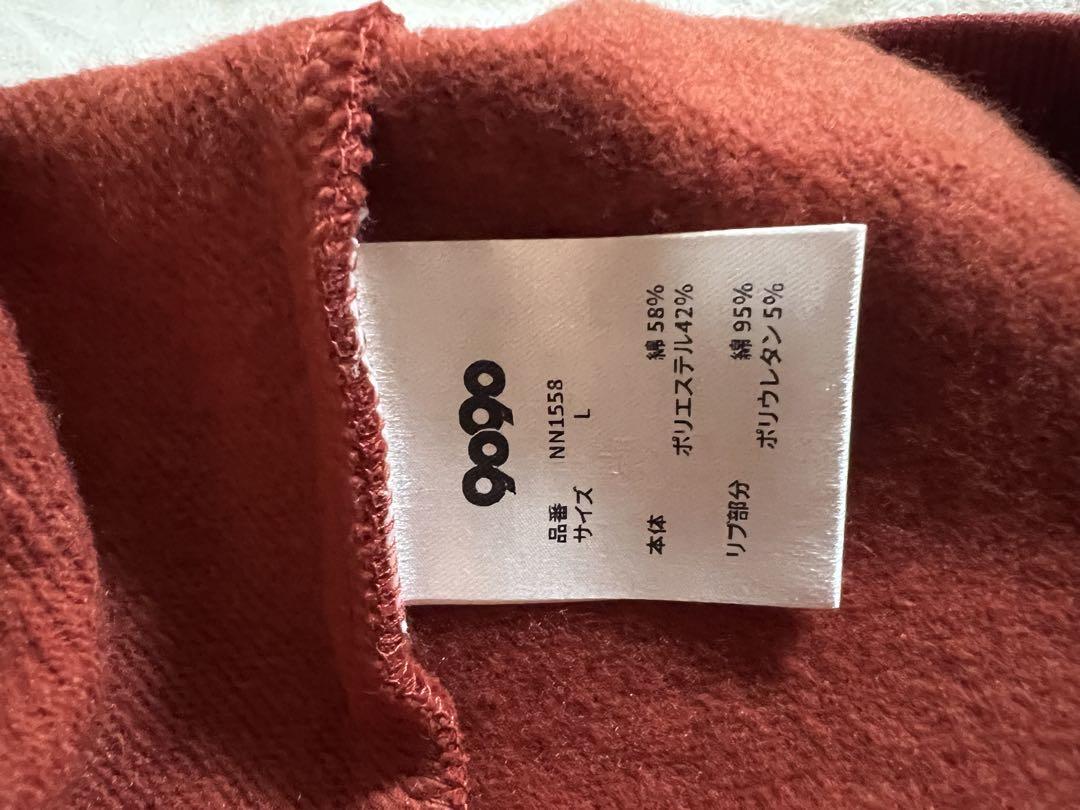 9090
品番 NN1558
サイズ L
本体 綿 58%
ポリエステル42%
リブ部分 綿 95%
ポリウレタン 5%